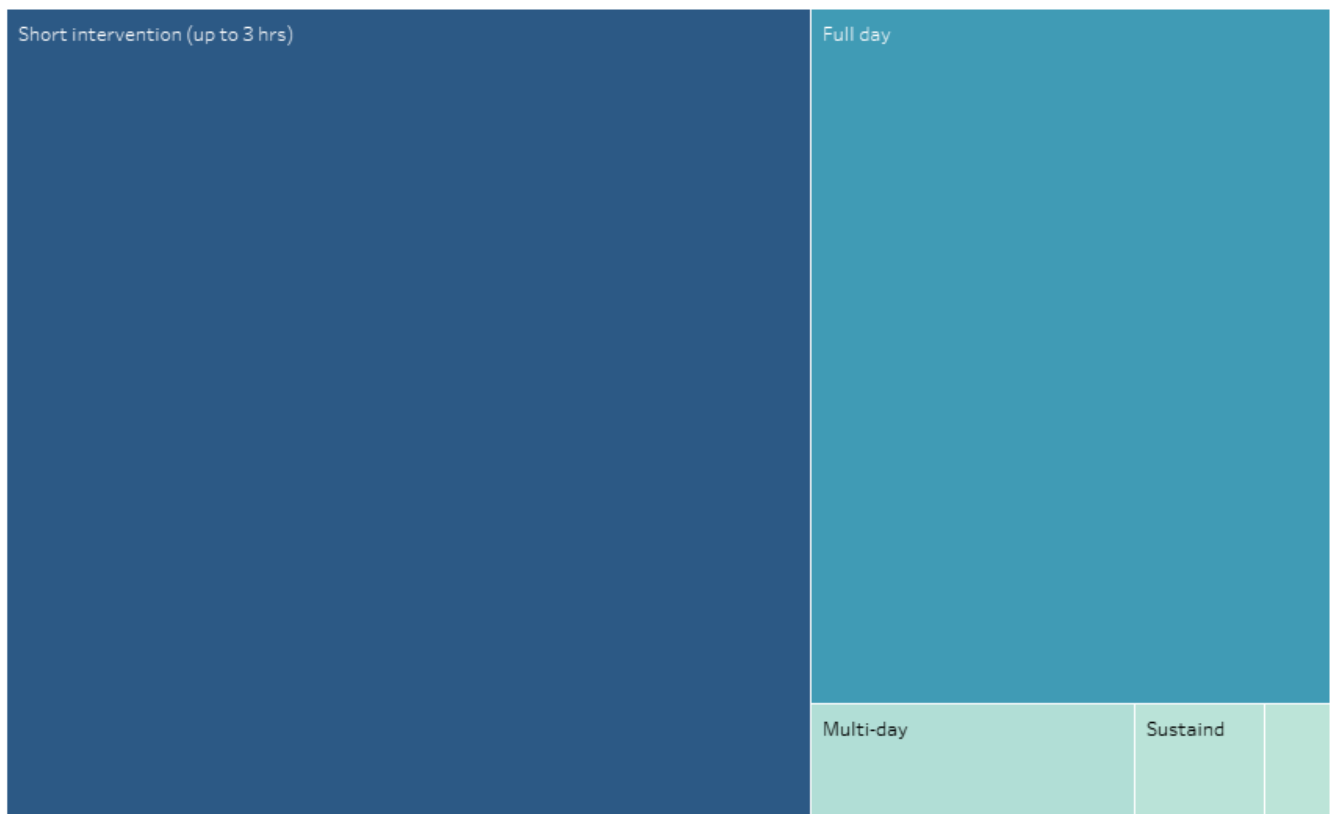 Short intervention (up to 3 hrs)
Full day
Multi-day
Sustaind